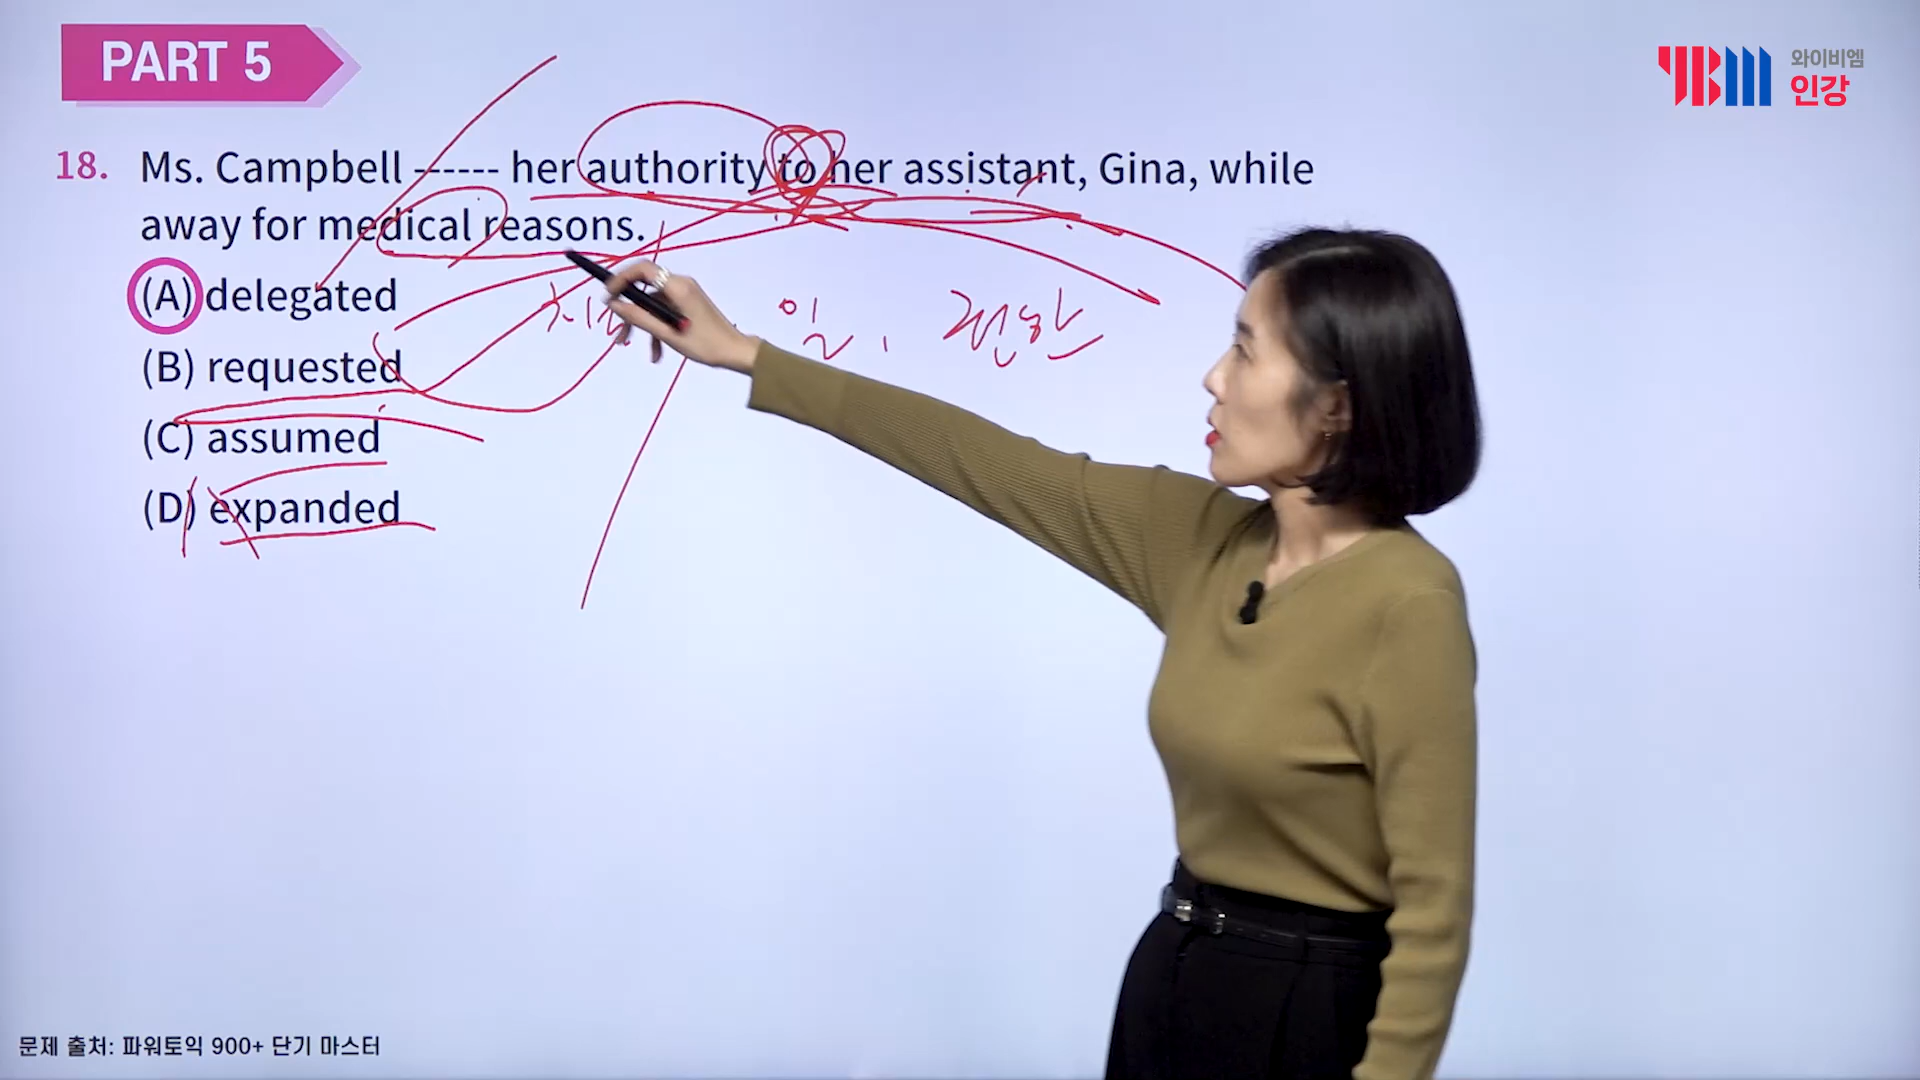 PART 5
YBM 와이비엠
인강
18. Ms. Campbell ------ her authority to her assistant, Gina, while
away for medical reasons.
(A) delegated
일, 권한
(B) requested
(C) assumed
(D) expanded
문제 출처: 파워토익 900+ 단기 마스터